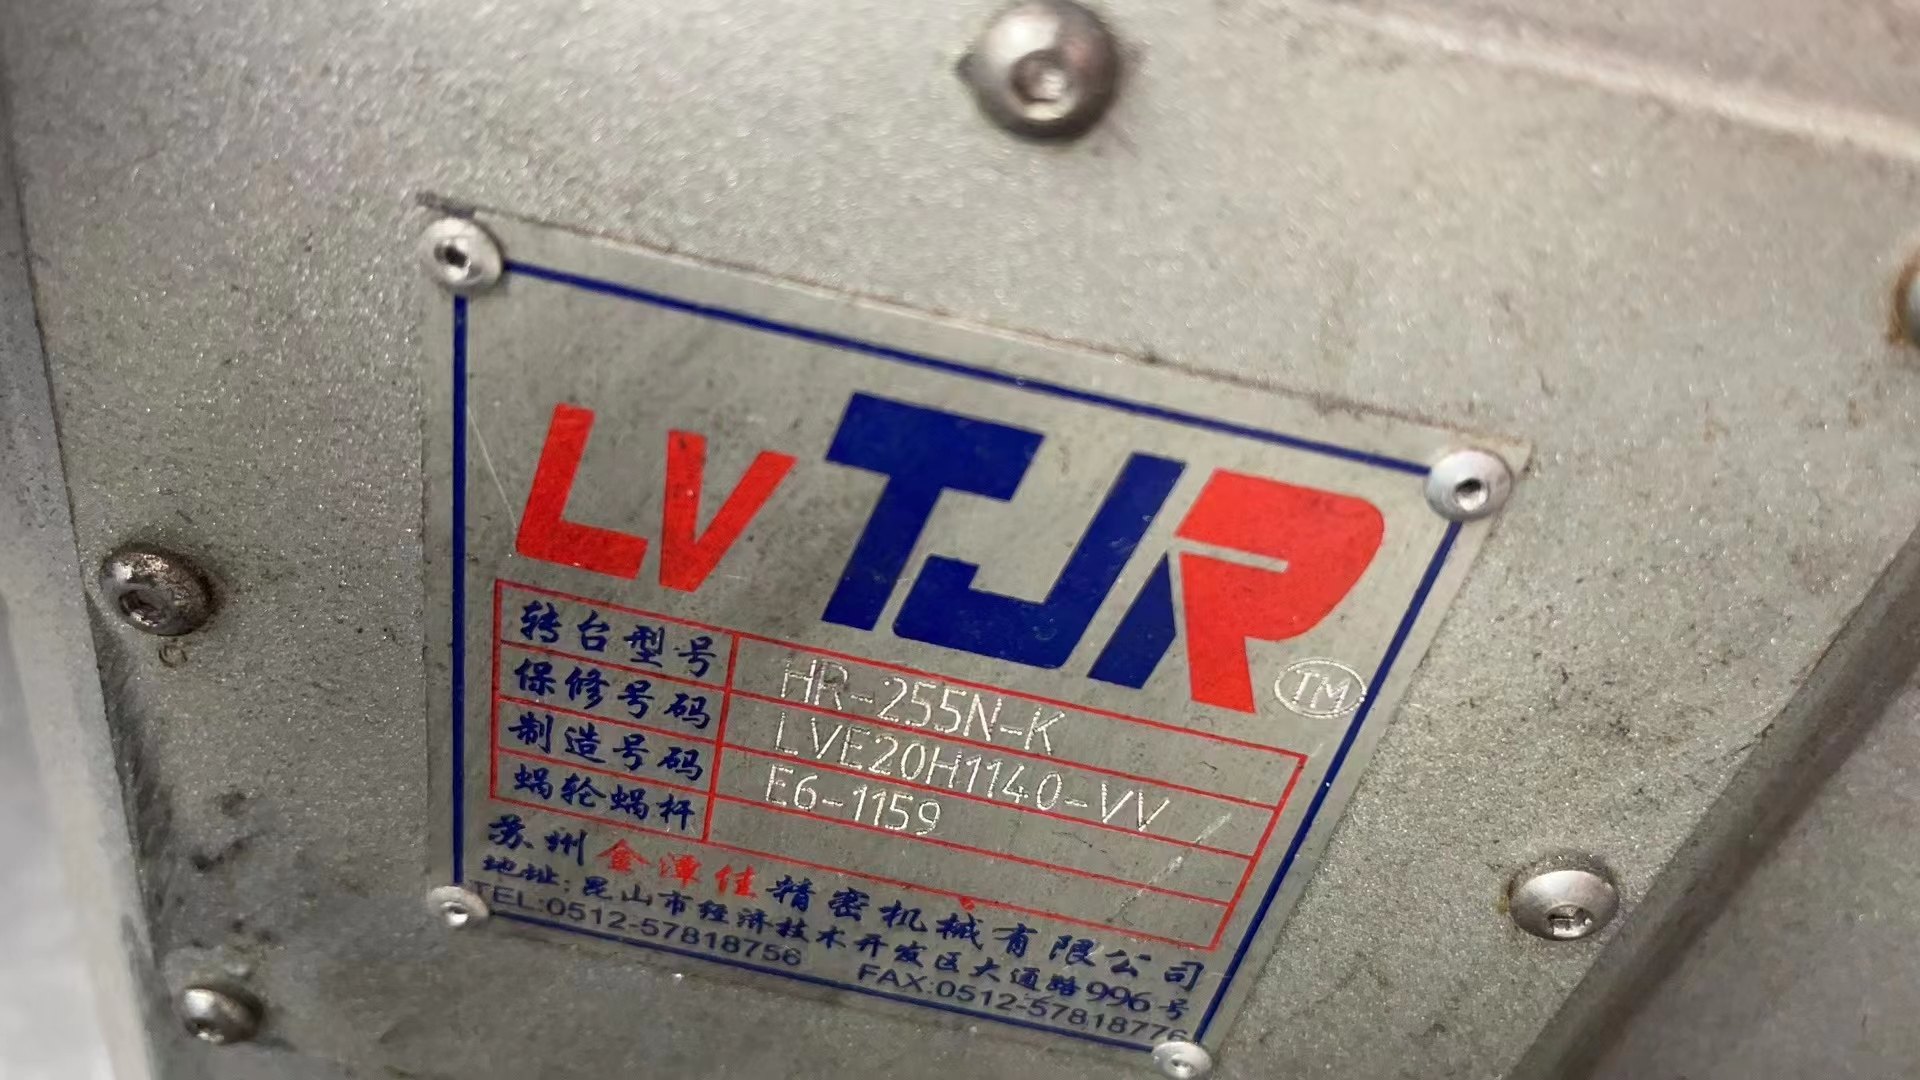 LV TJR TM
转台型号 HR-255N-K
保修号码 LVE20H1140-VV
制造号码 E6-1159
蜗轮蜗杆
苏州金潭佳精密机械有限公司
地址:昆山市经济技术开发区大通路996号
TEL:0512-57818756 FAX:0512-57818776